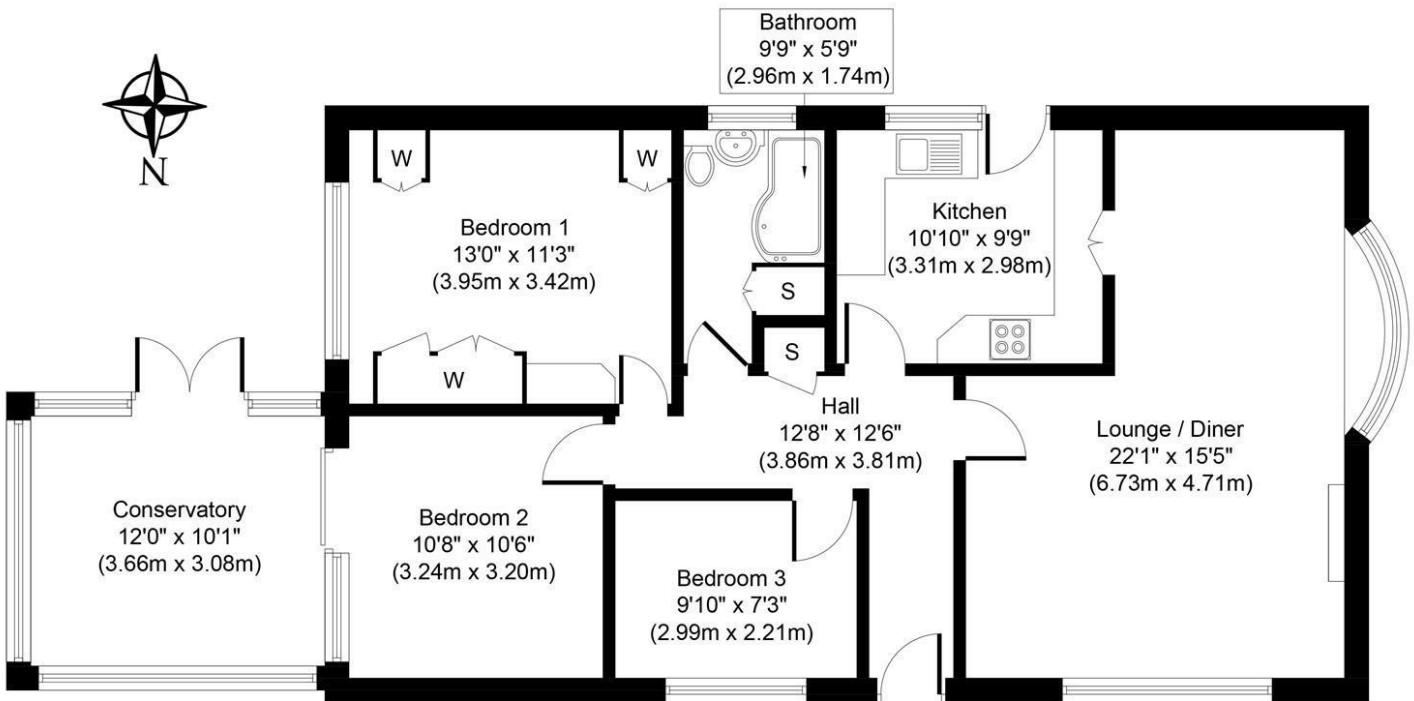 Bathroom
9'9" x 5'9"
(2.96m x 1.74m)
N
W
W
Bedroom 1
13'0" x 11'3"
(3.95m x 3.42m)
W
S
S
Kitchen
10'10" x 9'9"
(3.31m x 2.98m)
Hall
12'8" x 12'6"
(3.86m x 3.81m)
Lounge / Diner
22'1" x 15'5"
(6.73m x 4.71m)
Conservatory
12'0" x 10'1"
(3.66m x 3.08m)
Bedroom 2
10'8" x 10'6"
(3.24m x 3.20m)
Bedroom 3
9'10" x 7'3"
(2.99m x 2.21m)